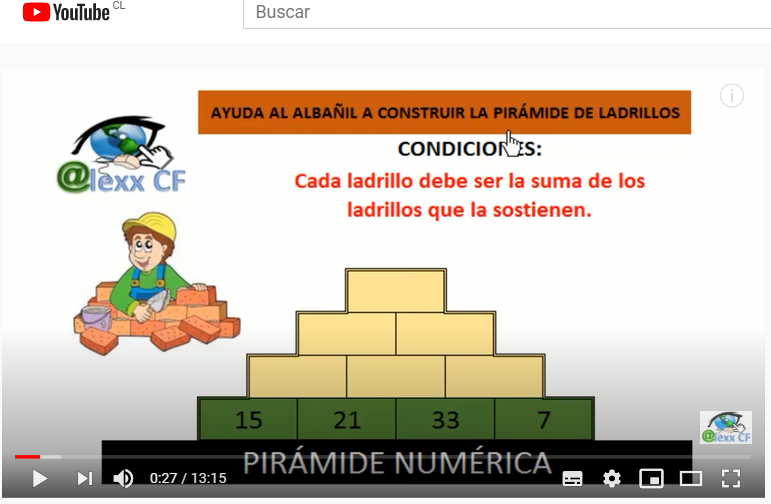 YouTube CL
Buscar
AYUDA AL ALBAÑIL A CONSTRUIR LA PIRÁMIDE DE LADRILLOS
CONDICIONES:
@lexx CF
Cada ladrillo debe ser la suma de los
ladrillos que la sostienen.
15 21 33 7
@lexx CF
PIRÁMIDE NUMÉRICA
0:27 / 13:15